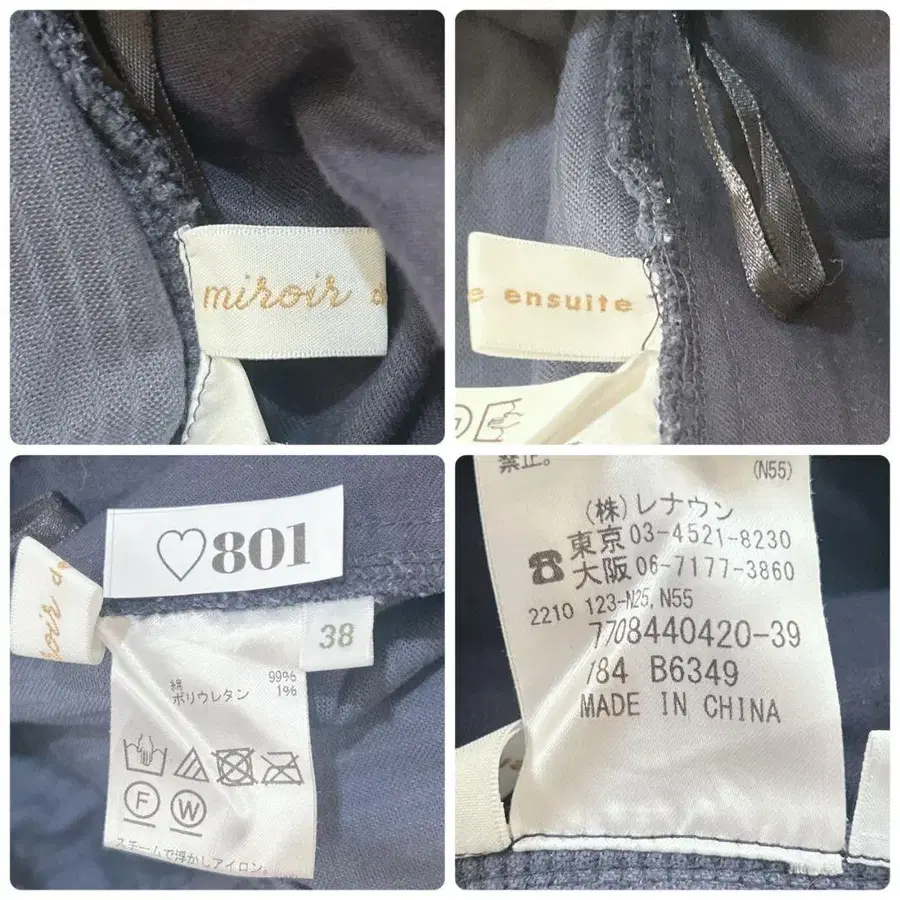 miroir d
e ensuite
♡801
38
miroir d
綿 99%
ポリウレタン 1%
F W
スチームで浮かしアイロン。
禁止。
(N55)
(株)レナウン
☎東京 03-4521-8230
大阪 06-7177-3860
2210 123-N25, N55
7708440420-39
784 B6349
MADE IN CHINA